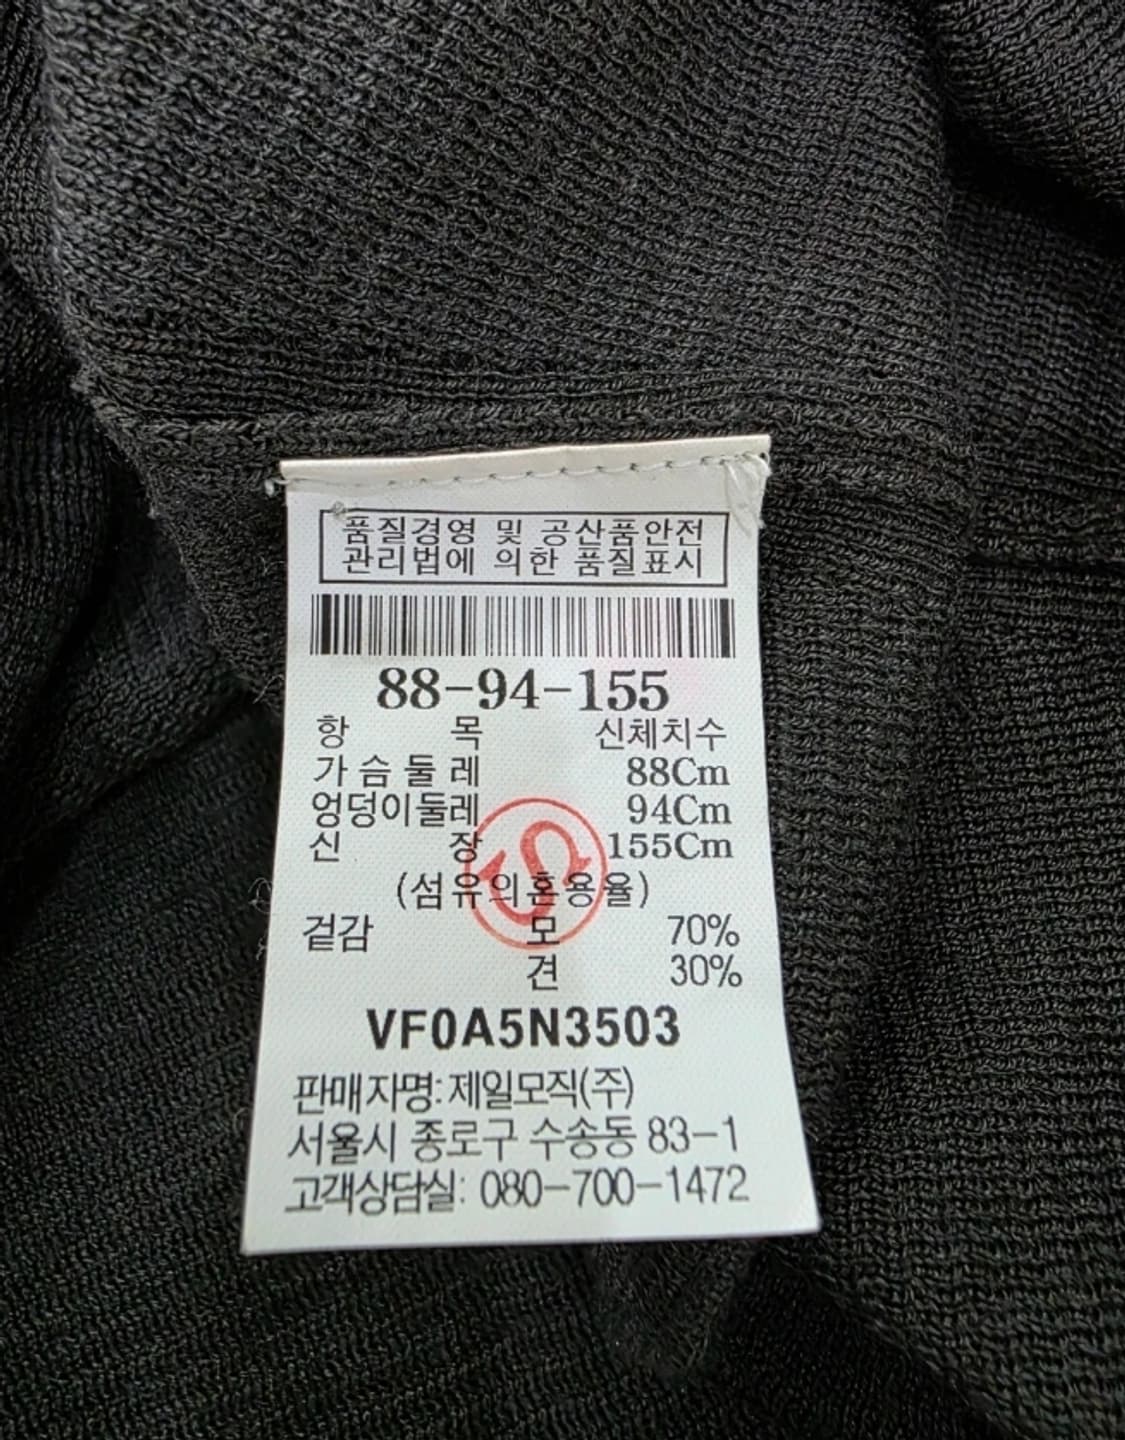 품질경영 및 공산품안전
관리법에 의한 품질표시
88-94-155
항 목 신체치수
가슴둘레 88Cm
엉덩이둘레 94Cm
신 장 155Cm
S
(섬유의혼용율)
겉감 모 70%
견 30%
VF0A5N3503
판매자명: 제일모직(주)
서울시 종로구 수송동 83-1
고객상담실: 080-700-1472